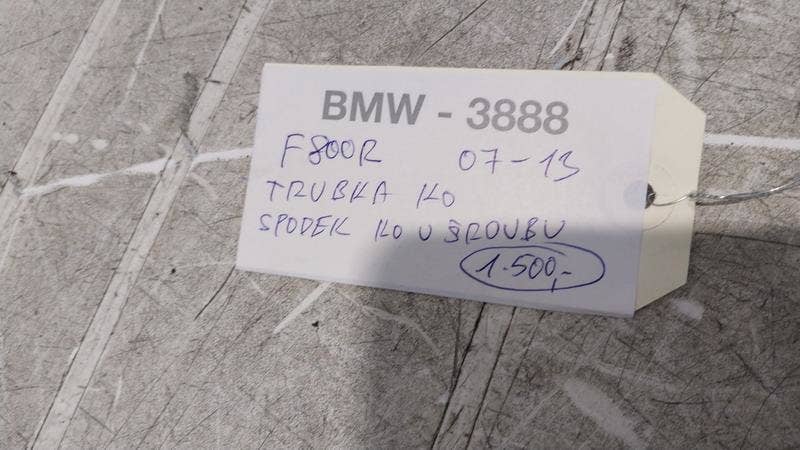 BMW - 3888
F800R 07-13
TRUBKA KO
SPODEK KO U ŠROUBU
1.500,-